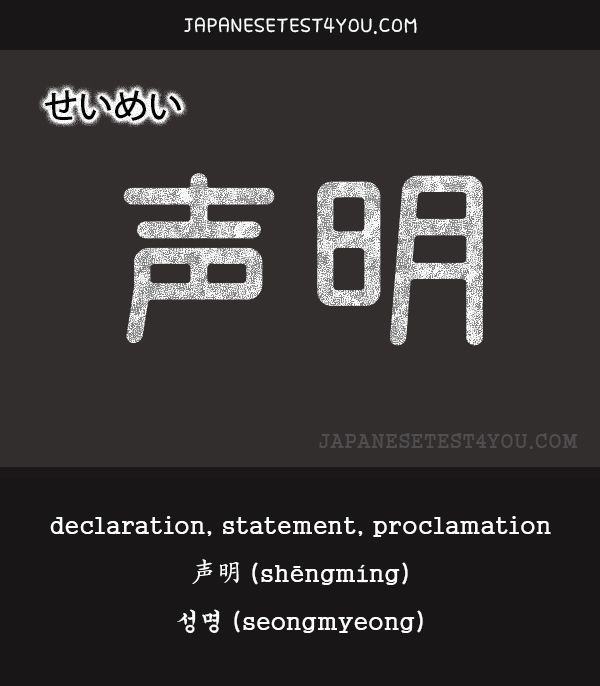 JAPANESETEST4YOU.COM
せいめい
声明
JAPANESETEST4YOU.COM
declaration, statement, proclamation
声明 (shēngmíng)
성명 (seongmyeong)